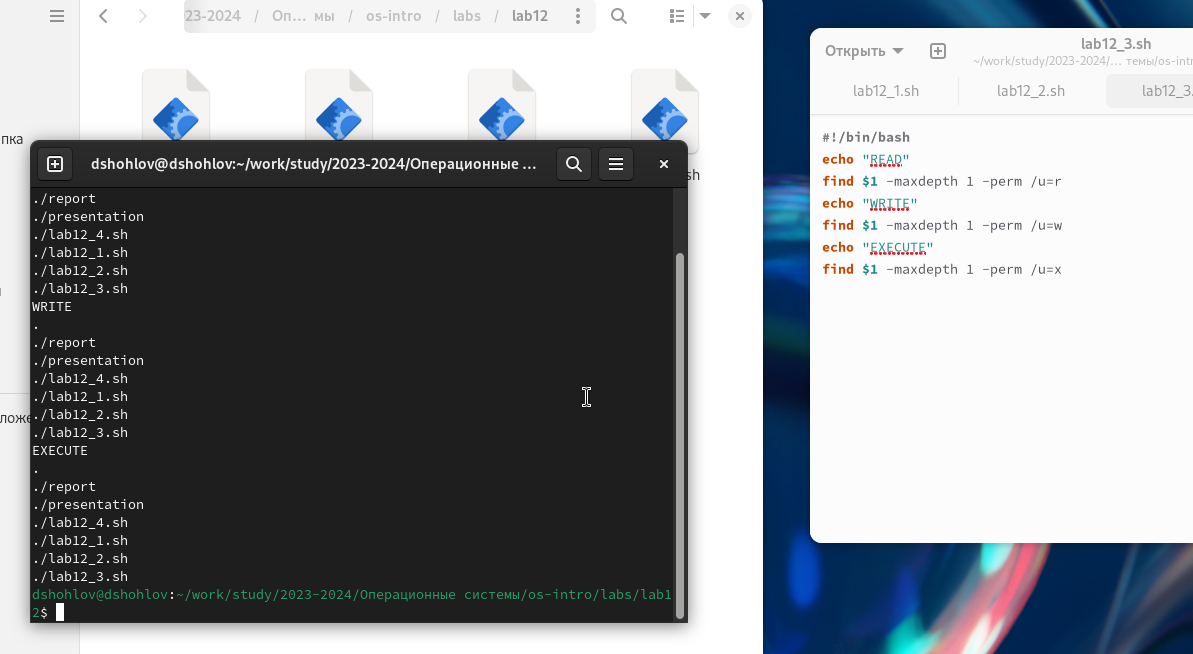 23-2024 / Оп… мы / os-intro / labs / lab12
пка
ложе
sh
dshohlov@dshohlov:~/work/study/2023-2024/Операционные …
./report
./presentation
./lab12_4.sh
./lab12_1.sh
./lab12_2.sh
./lab12_3.sh
WRITE
.
./report
./presentation
./lab12_4.sh
./lab12_1.sh
./lab12_2.sh
./lab12_3.sh
EXECUTE
.
./report
./presentation
./lab12_4.sh
./lab12_1.sh
./lab12_2.sh
./lab12_3.sh
dshohlov@dshohlov:~/work/study/2023-2024/Операционные системы/os-intro/labs/lab1
2$
Открыть
lab12_3.sh
~/work/study/2023-2024/… темы/os-intr
lab12_1.sh lab12_2.sh lab12_3.
#!/bin/bash
echo "READ"
find $1 -maxdepth 1 -perm /u=r
echo "WRITE"
find $1 -maxdepth 1 -perm /u=w
echo "EXECUTE"
find $1 -maxdepth 1 -perm /u=x